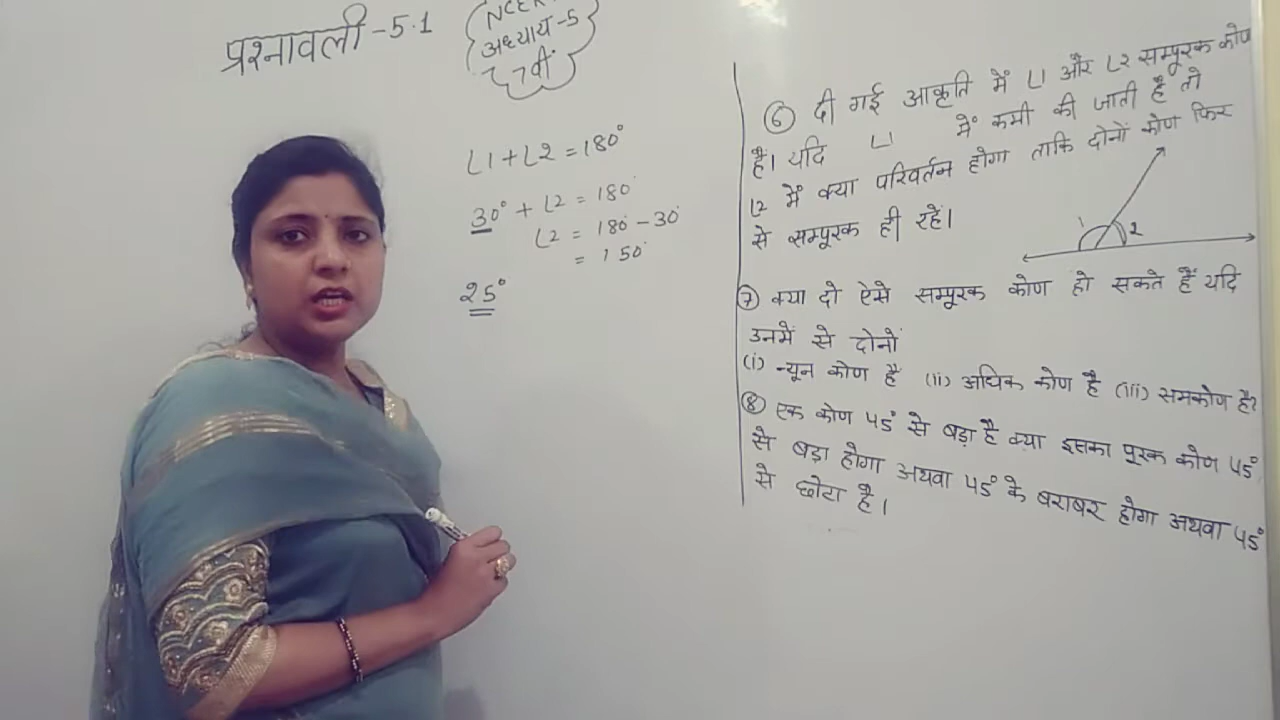 प्रश्नावली - 5.1
NCERT
अध्याय - 5
7वीं
∠1 + ∠2 = 180°
30° + ∠2 = 180°
∠2 = 180° - 30°
= 150°
25°
⑥ दी गई आकृति में ∠1 और ∠2 सम्पूरक कोण
है। यदि ∠1 में कमी की जाती है तो
∠2 में क्या परिवर्तन होगा ताकि दोनों कोण फिर
से सम्पूरक ही रहें।
1 2
⑦ क्या दो ऐसे सम्पूरक कोण हो सकते हैं यदि
उनमें से दोनों
(i) न्यून कोण है (ii) अधिक कोण है (iii) समकोण है?
⑧ एक कोण 45° से बड़ा है क्या इसका पूरक कोण 45°
से बड़ा होगा अथवा 45° के बराबर होगा अथवा 45°
से छोटा है।